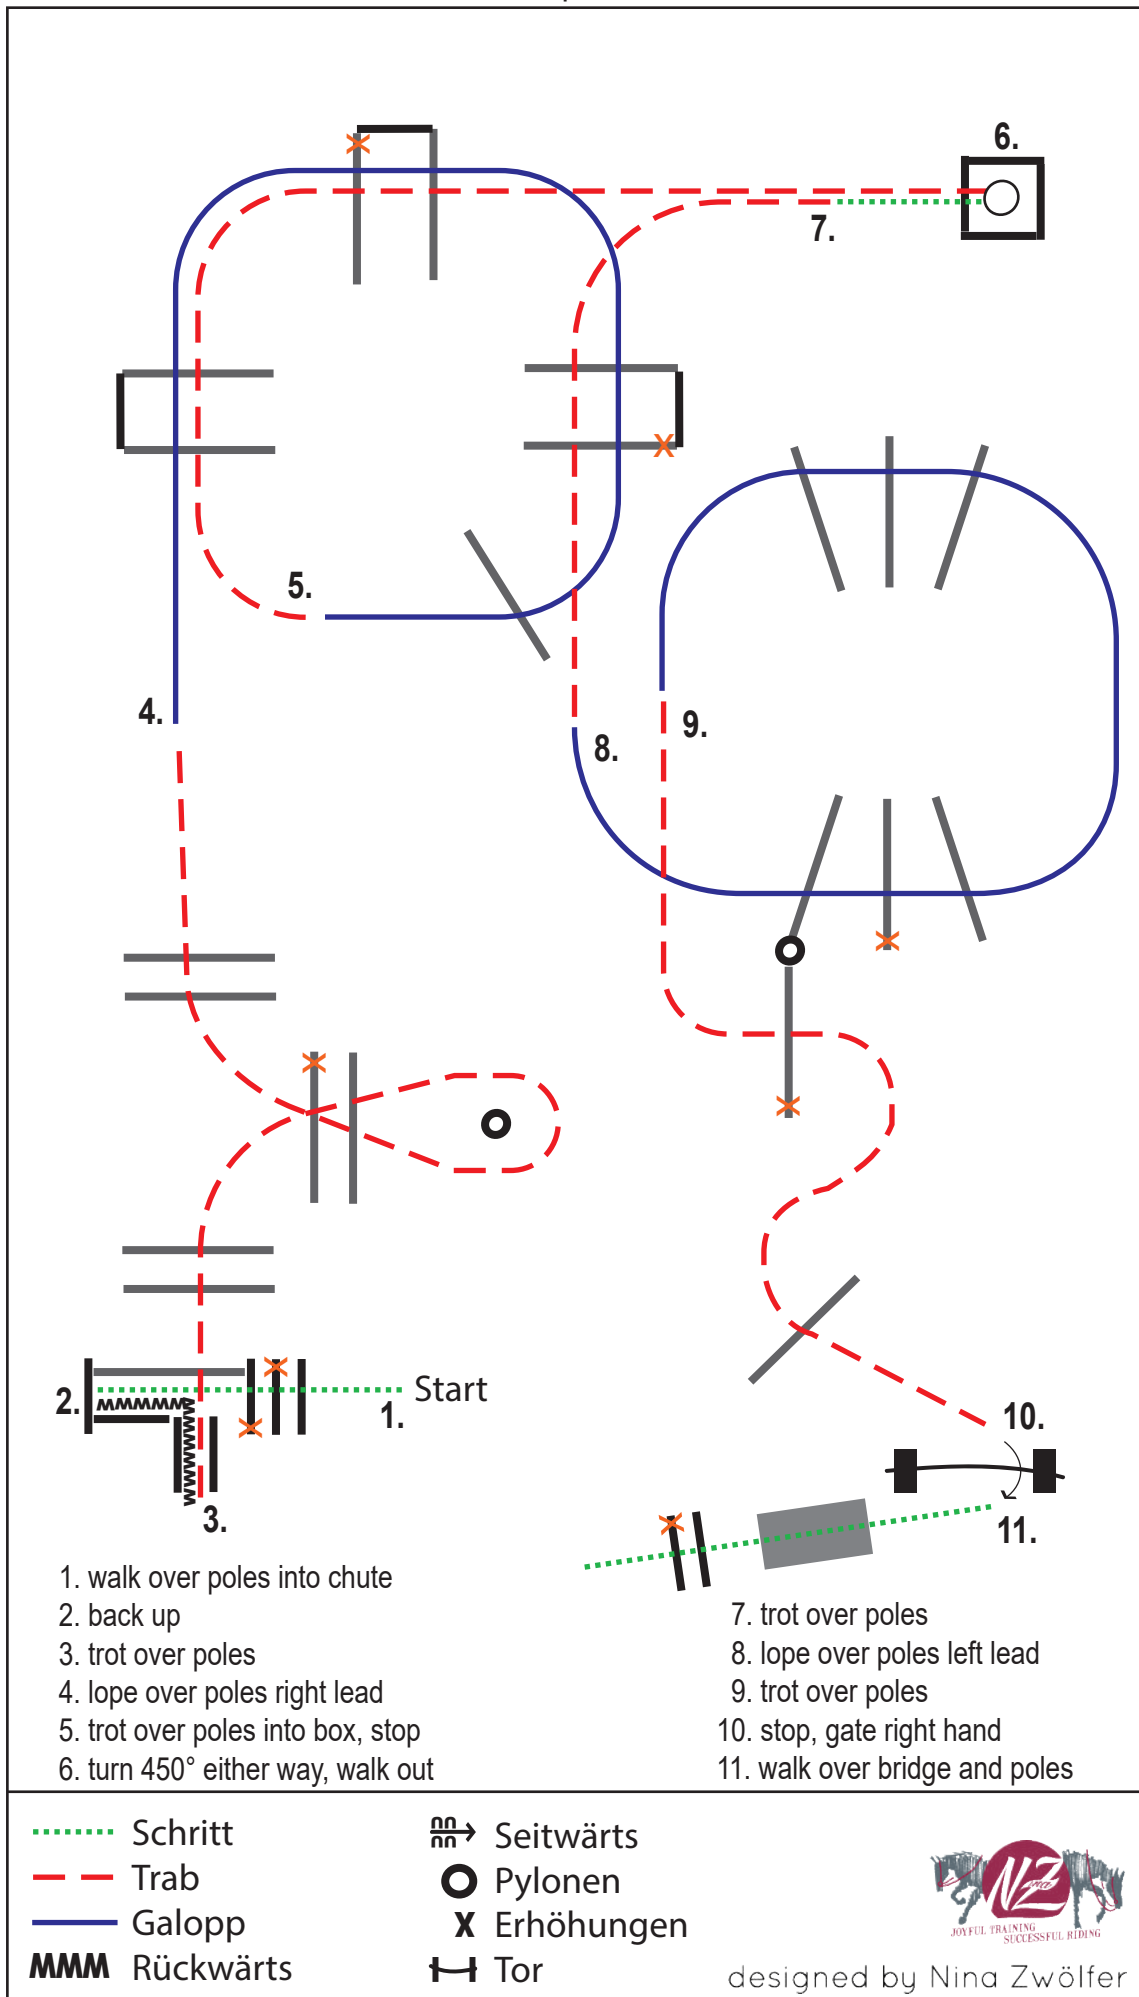 6.
7.
5.
4.
9.
8.
Start
2.
1.
10.
3.
11.
1. walk over poles into chute
2. back up
3. trot over poles
4. lope over poles right lead
5. trot over poles into box, stop
6. turn 450° either way, walk out
7. trot over poles
8. lope over poles left lead
9. trot over poles
10. stop, gate right hand
11. walk over bridge and poles
Schritt
Trab
Galopp
Rückwärts
Seitwärts
Pylonen
Erhöhungen
Tor
NZ
JOYFUL TRAINING
SUCCESSFUL RIDING
designed by Nina Zwölfer